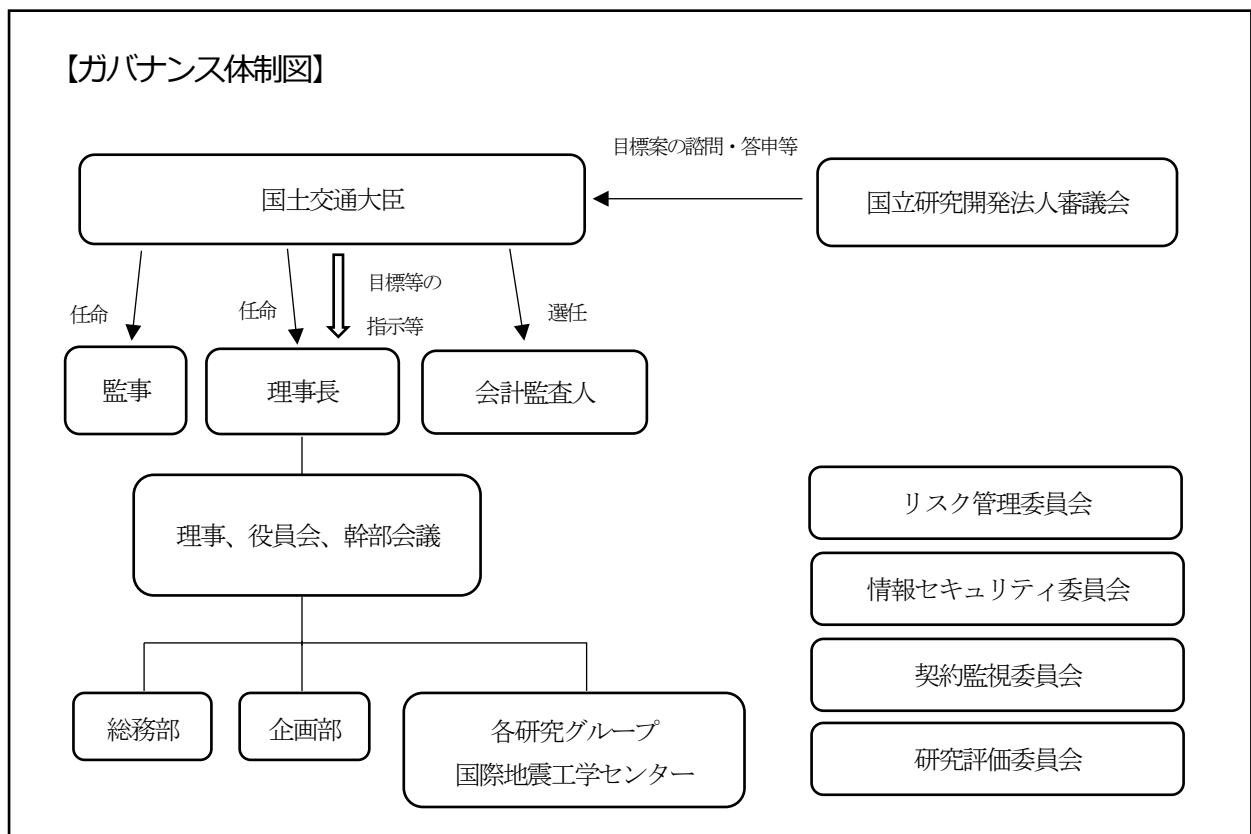 【ガバナンス体制図】
目標案の諮問・答申等
国土交通大臣
国立研究開発法人審議会
任命
任命
目標等の
指示等
選任
監事
理事長
会計監査人
理事、役員会、幹部会議
リスク管理委員会
情報セキュリティ委員会
契約監視委員会
研究評価委員会
総務部
企画部
各研究グループ
国際地震工学センター